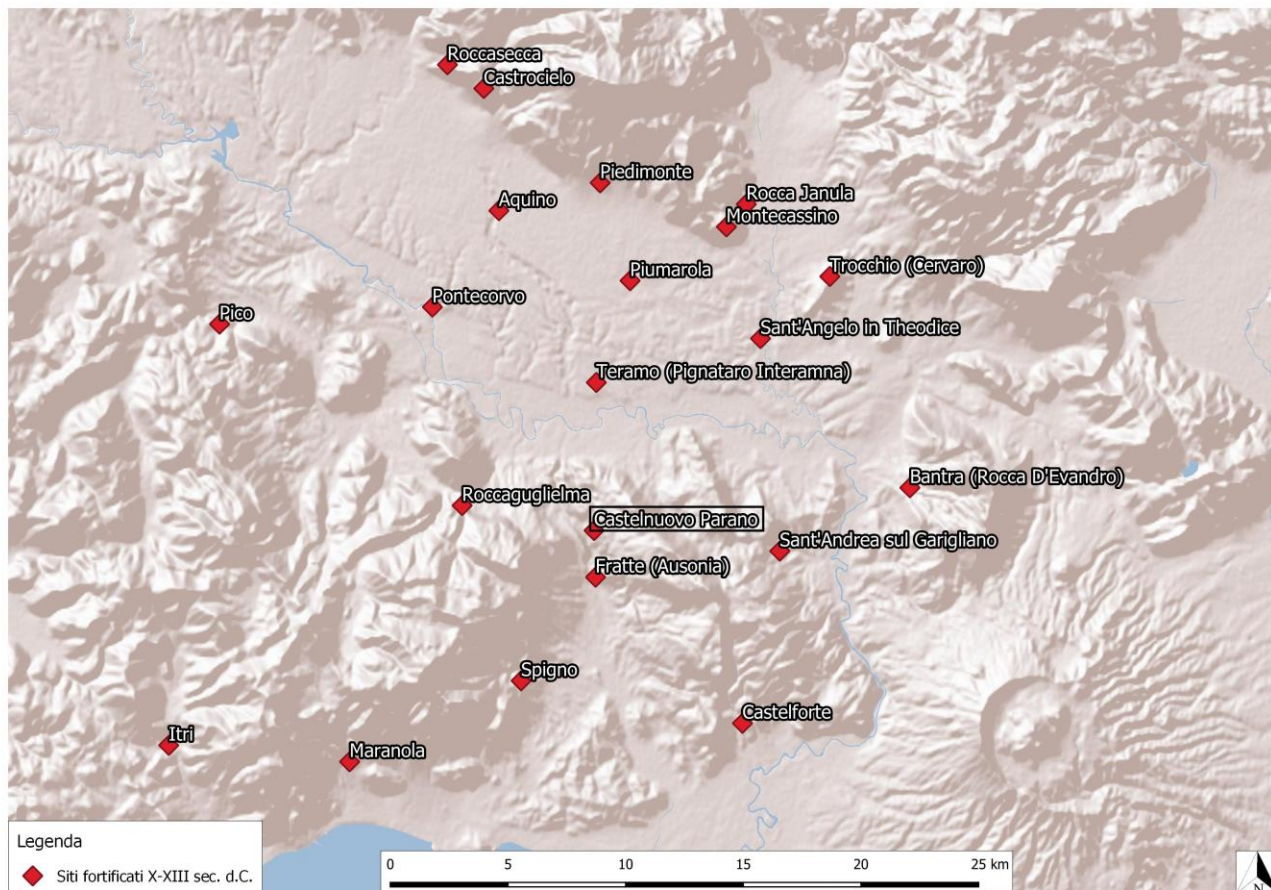 Roccasecca
Castrocielo
Piedimonte
Rocca Janula
Aquino
Montecassino
Trocchio (Cervaro)
Piumarola
Pontecorvo
Pico
Sant'Angelo in Theodice
Teramo (Pignataro Interamna)
Bantra (Rocca D'Evandro)
Roccaguglielma
Castelnuovo Parano
Sant'Andrea sul Garigliano
Fratte (Ausonia)
Spigno
Castelforte
Itri
Maranola
Legenda
Siti fortificati X-XIII sec. d.C.
0 5 10 15 20 25 km
N